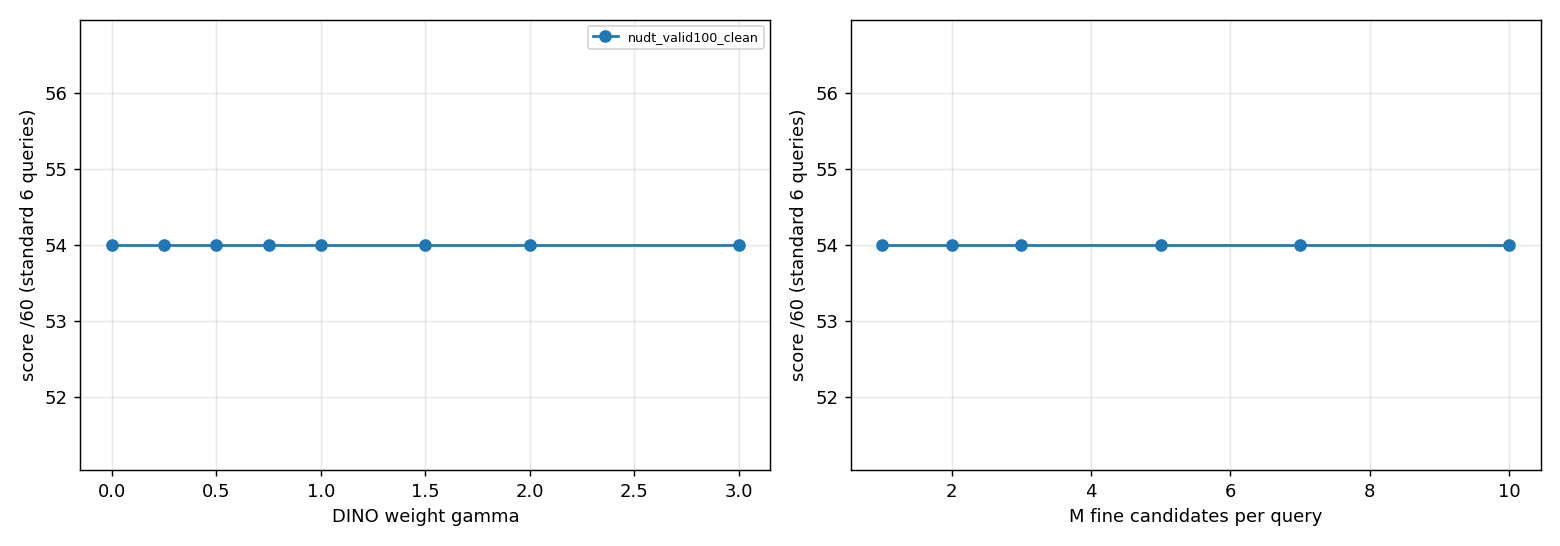 nudt_valid100_clean
score /60 (standard 6 queries)
56
55
54
53
52
0.0 0.5 1.0 1.5 2.0 2.5 3.0
DINO weight gamma
score /60 (standard 6 queries)
56
55
54
53
52
2 4 6 8 10
M fine candidates per query